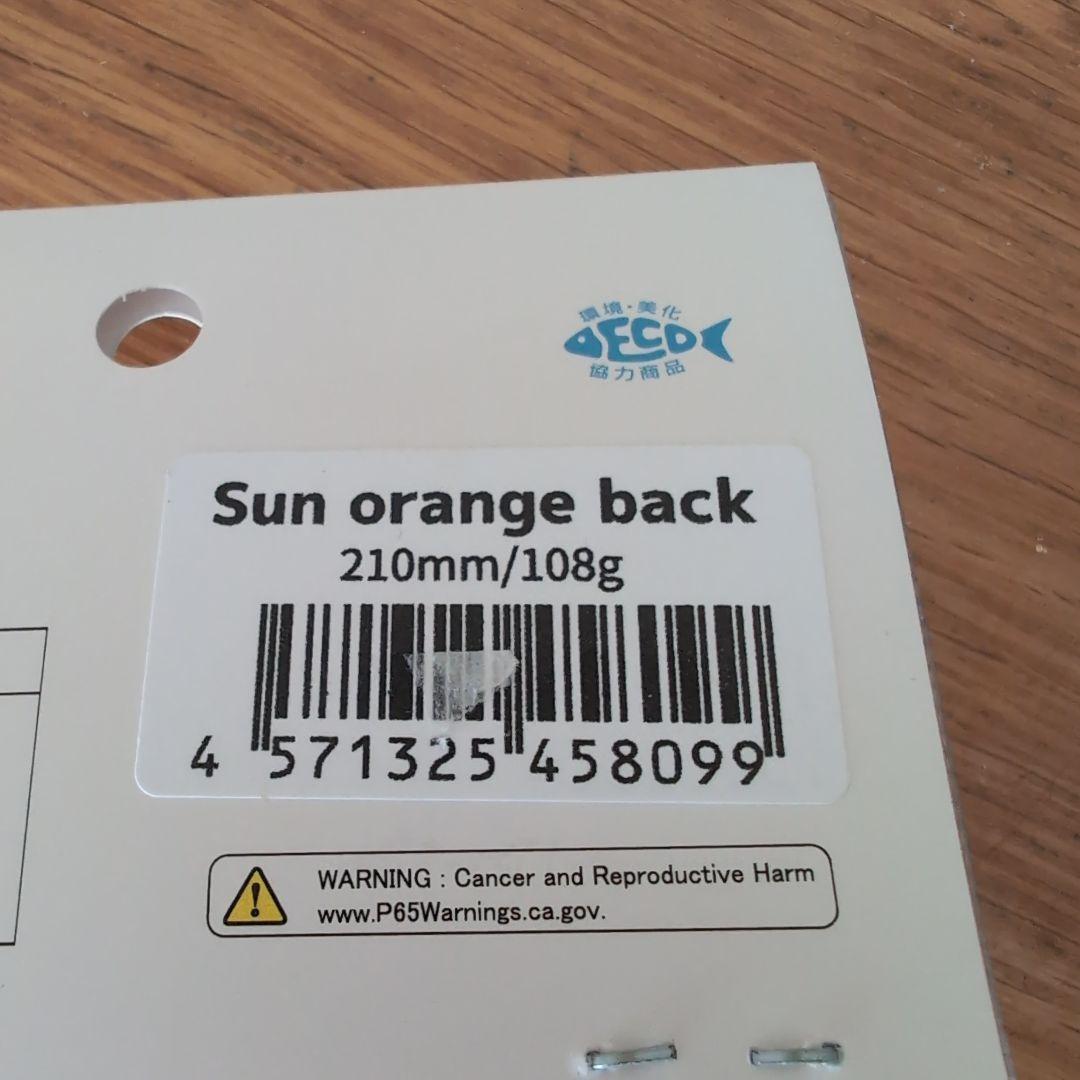 環境・美化
ECO
協力商品
Sun orange back
210mm/108g
4 571325 458099
WARNING : Cancer and Reproductive Harm
www.P65Warnings.ca.gov.